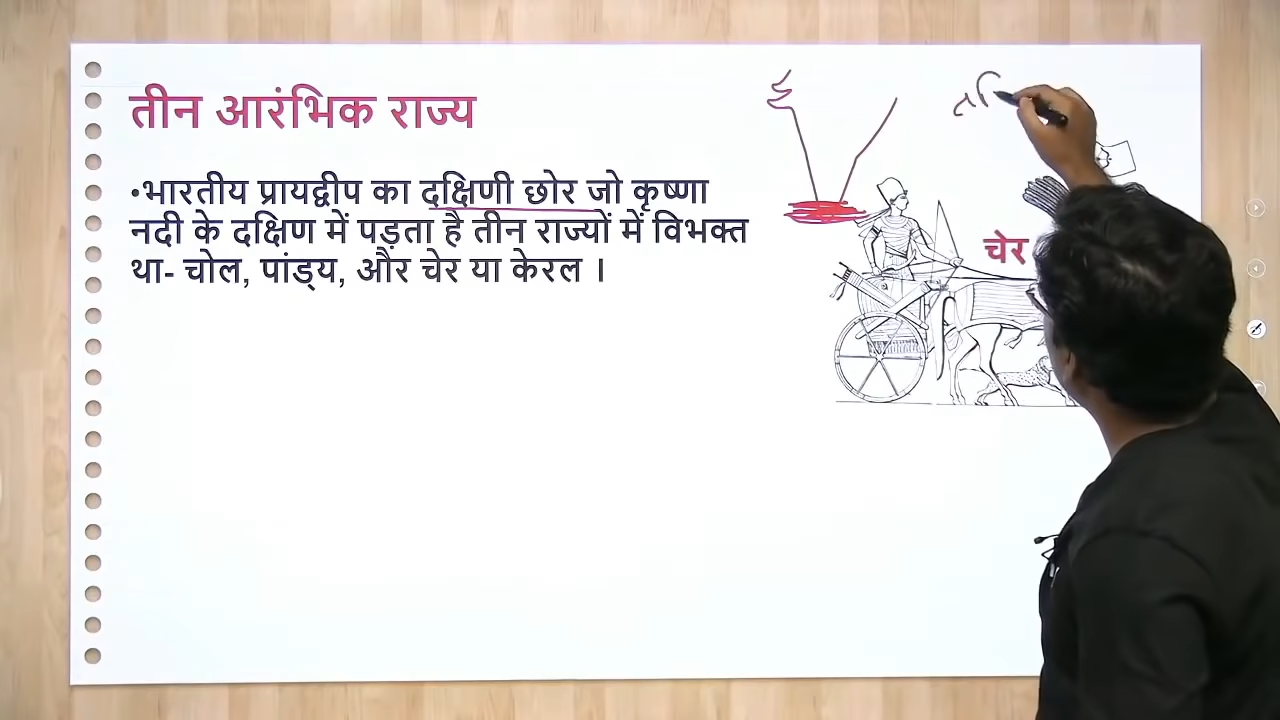 तीन आरंभिक राज्य
•भारतीय प्रायद्वीप का दक्षिणी छोर जो कृष्णा
नदी के दक्षिण में पड़ता है तीन राज्यों में विभक्त
था- चोल, पांड्य, और चेर या केरल ।
चेर